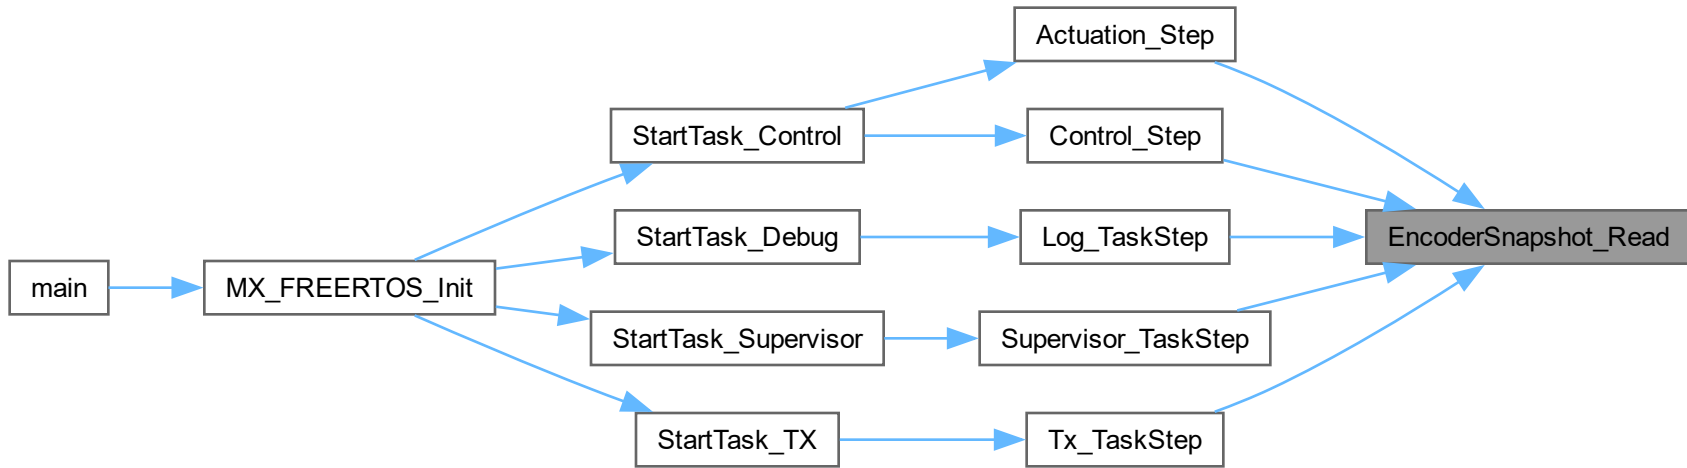 Actuation_Step
StartTask_Control
Control_Step
StartTask_Debug
Log_TaskStep
EncoderSnapshot_Read
main
MX_FREERTOS_Init
StartTask_Supervisor
Supervisor_TaskStep
StartTask_TX
Tx_TaskStep